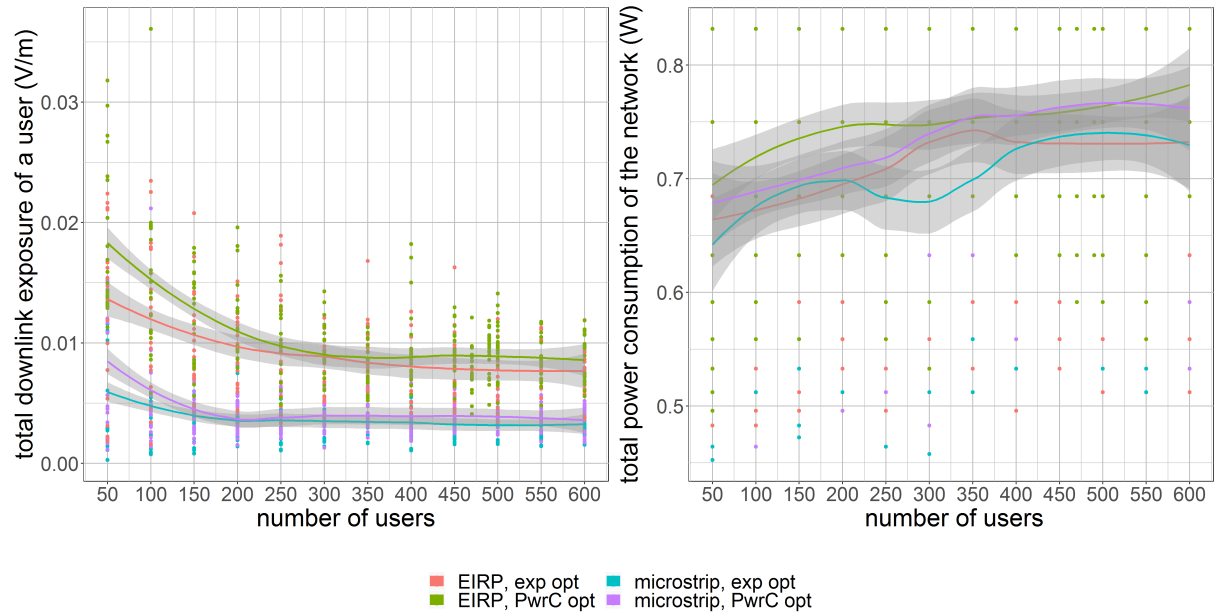 total downlink exposure of a user (V/m)
0.03
0.02
0.01
0.00
50 100 150 200 250 300 350 400 450 500 550 600
number of users
total power consumption of the network (W)
0.8
0.7
0.6
0.5
50 100 150 200 250 300 350 400 450 500 550 600
number of users
EIRP, exp opt microstrip, exp opt
EIRP, PwrC opt microstrip, PwrC opt